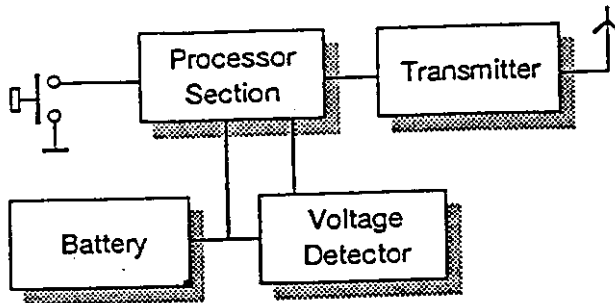 Processor
Section
Transmitter
Battery
Voltage
Detector